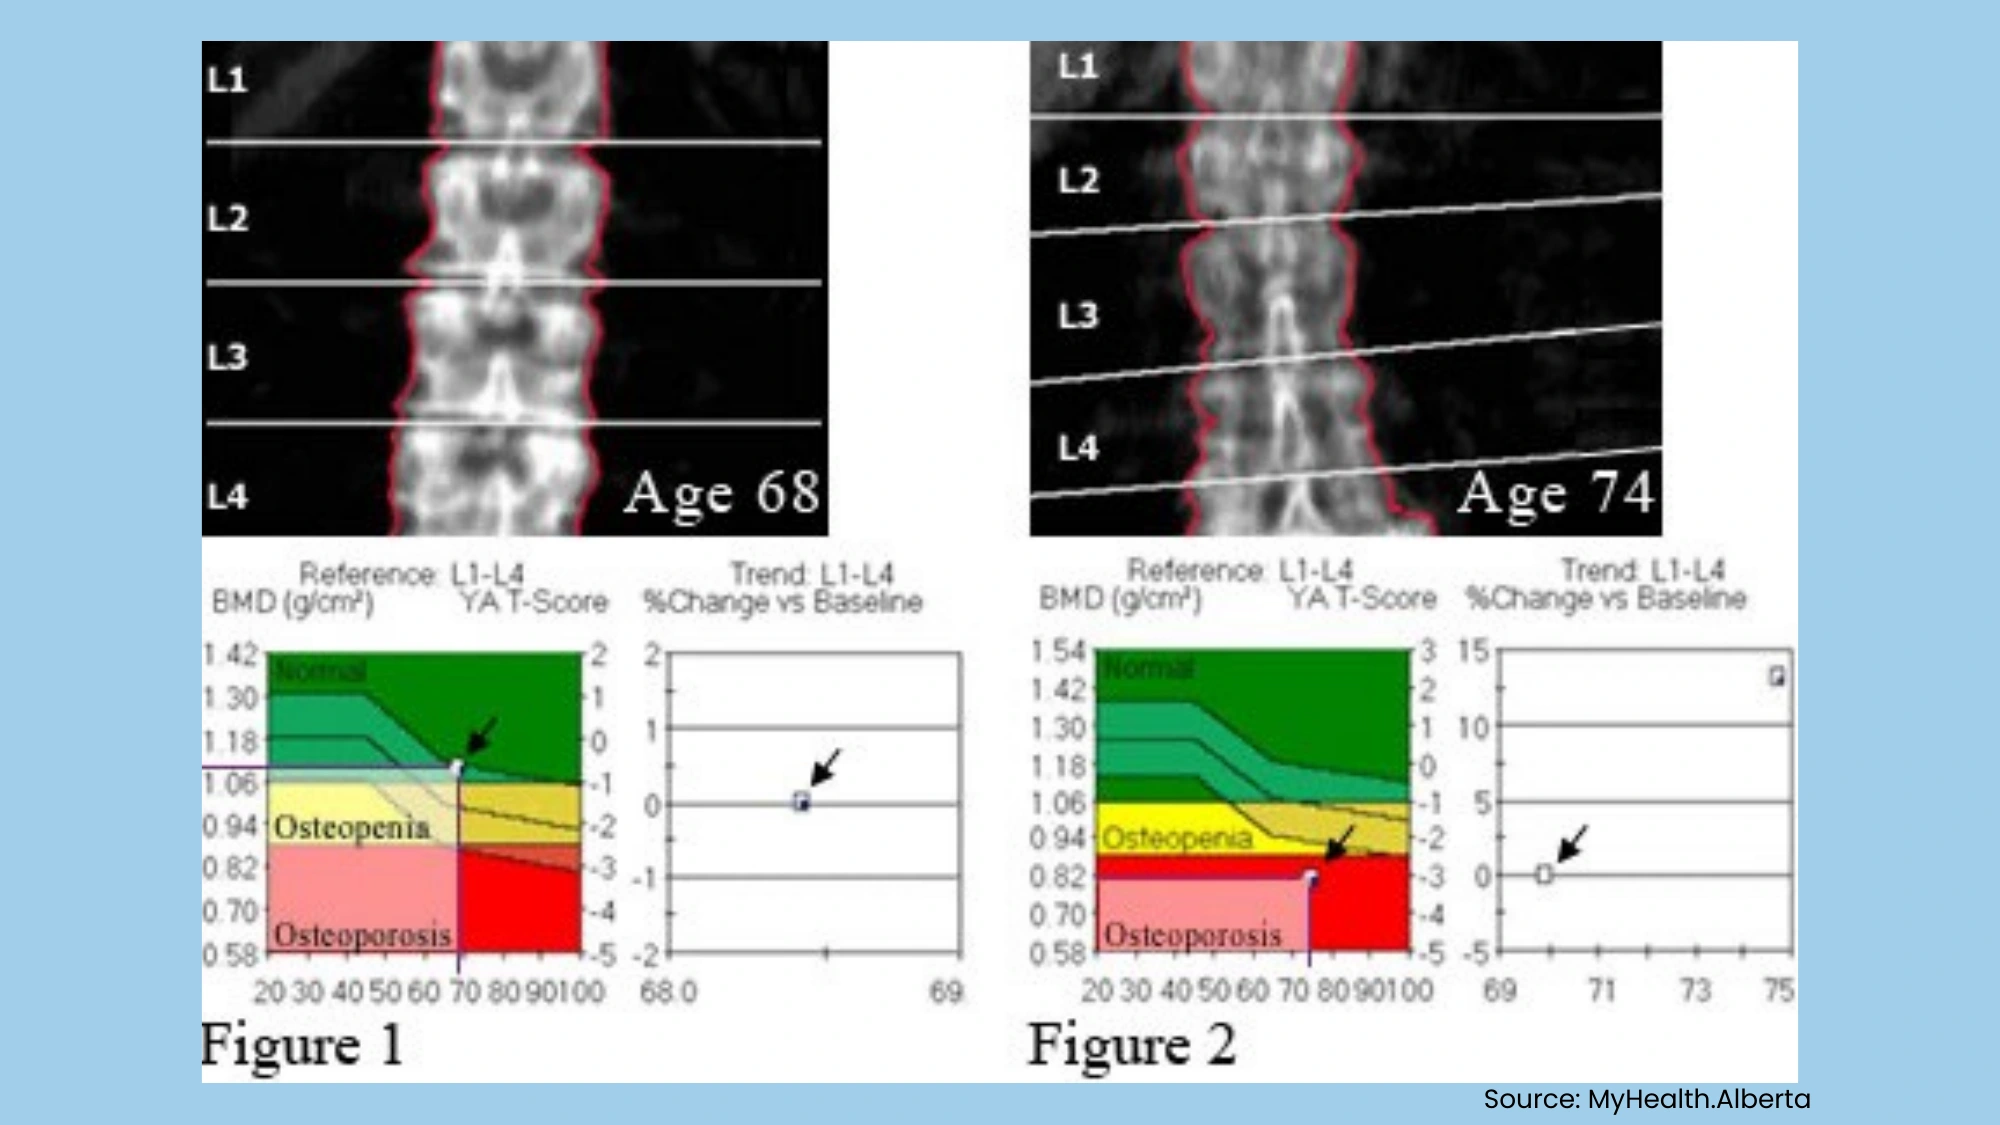 L1
L2
L3
L4
Age 68
Reference: L1-L4
BMD (g/cm²) YA T-Score
1.42
1.30
1.18
1.06
0.94
0.82
0.70
0.58
Normal
Osteopenia
Osteoporosis
2
1
0
-1
-2
-3
-4
-5
20 30 40 50 60 70 80 90100
Trend: L1-L4
%Change vs Baseline
2
1
0
-1
-2
68.0 69.
Figure 1
L1
L2
L3
L4
Age 74
Reference: L1-L4
BMD (g/cm²) YA T-Score
1.54
1.42
1.30
1.18
1.06
0.94
0.82
0.70
0.58
Normal
Osteopenia
Osteoporosis
3
2
1
0
-1
-2
-3
-4
-5
20 30 40 50 60 70 80 90100
Trend: L1-L4
%Change vs Baseline
15
10
5
0
-5
69 71 73 75
Figure 2
Source: MyHealth.Alberta